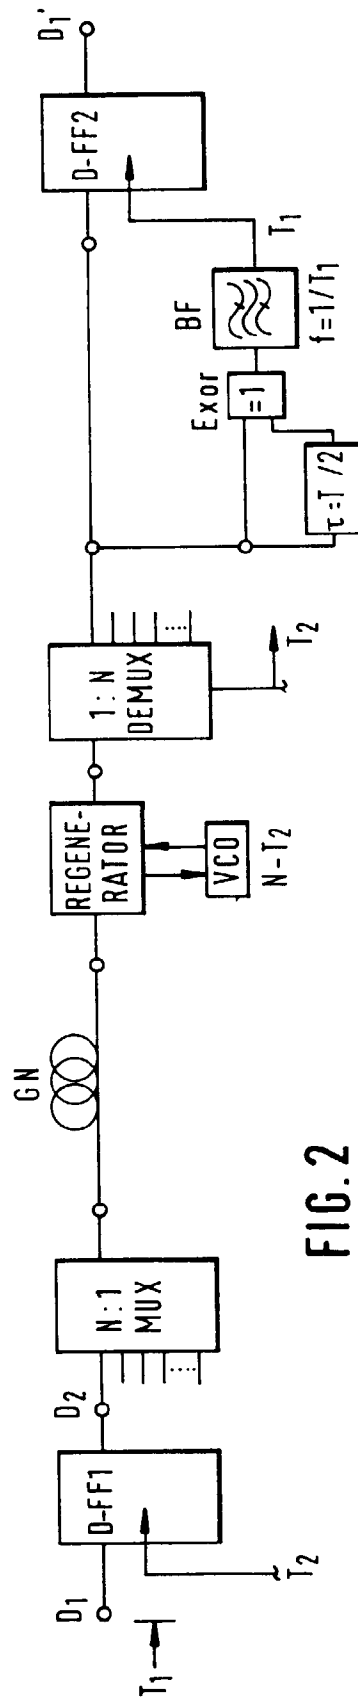 D1
T1
D-FF1
T2
D2
N:1
MUX
GN
REGENE-
RATOR
VCO
N-T2
1:N
DEMUX
T2
Exor
=1
τ=T/2
BF
f=1/T1
T1
D-FF2
D1'
FIG.2